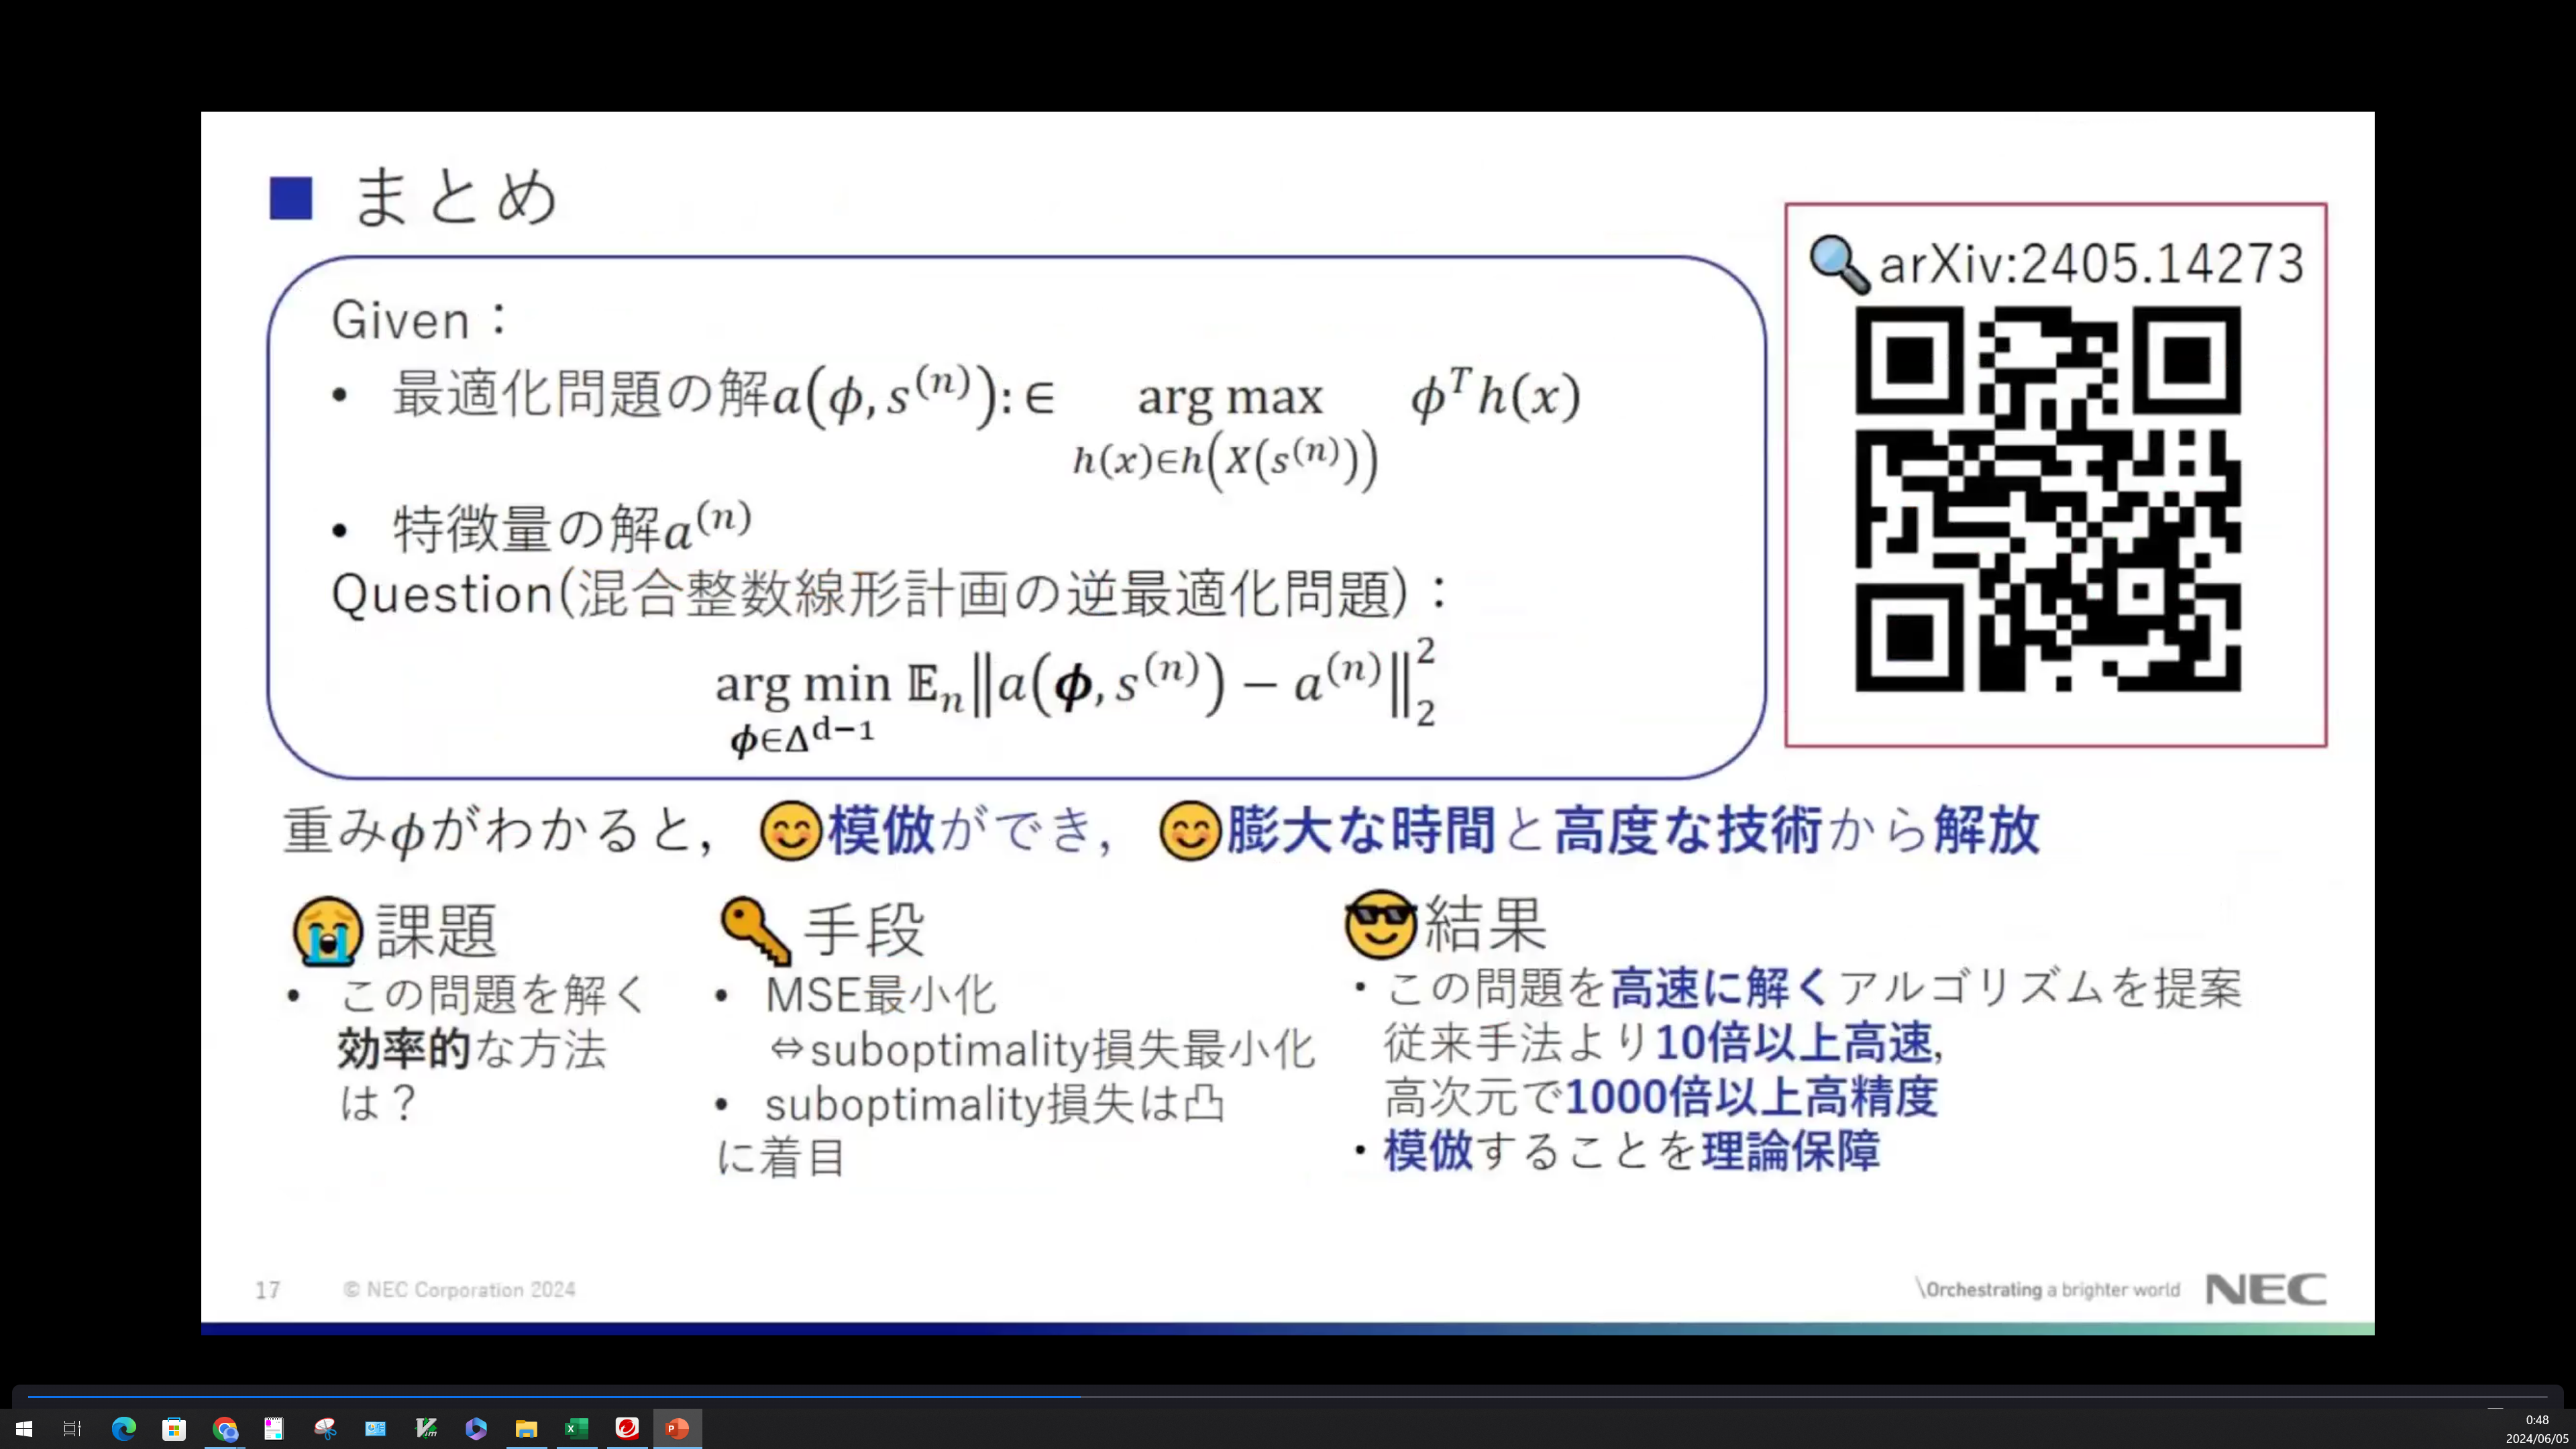 まとめ
arXiv:2405.14273
Given：
• 最適化問題の解a(ϕ, s^(n)):∈ arg max ϕ^T h(x)
h(x)∈h(X(s^(n)))
• 特徴量の解a^(n)
Question(混合整数線形計画の逆最適化問題)：
arg min 𝔼_n‖a(ϕ, s^(n)) − a^(n)‖_2^2
ϕ∈Δ^d−1
重みϕがわかると， 😊模倣ができ， 😊膨大な時間と高度な技術から解放
😭課題
• この問題を解く
効率的な方法
は？
🔑手段
• MSE最小化
⇔suboptimality損失最小化
• suboptimality損失は凸
に着目
😎結果
・この問題を高速に解くアルゴリズムを提案
従来手法より10倍以上高速,
高次元で1000倍以上高精度
・模倣することを理論保障
17 © NEC Corporation 2024
\Orchestrating a brighter world NEC
0:48
2024/06/05